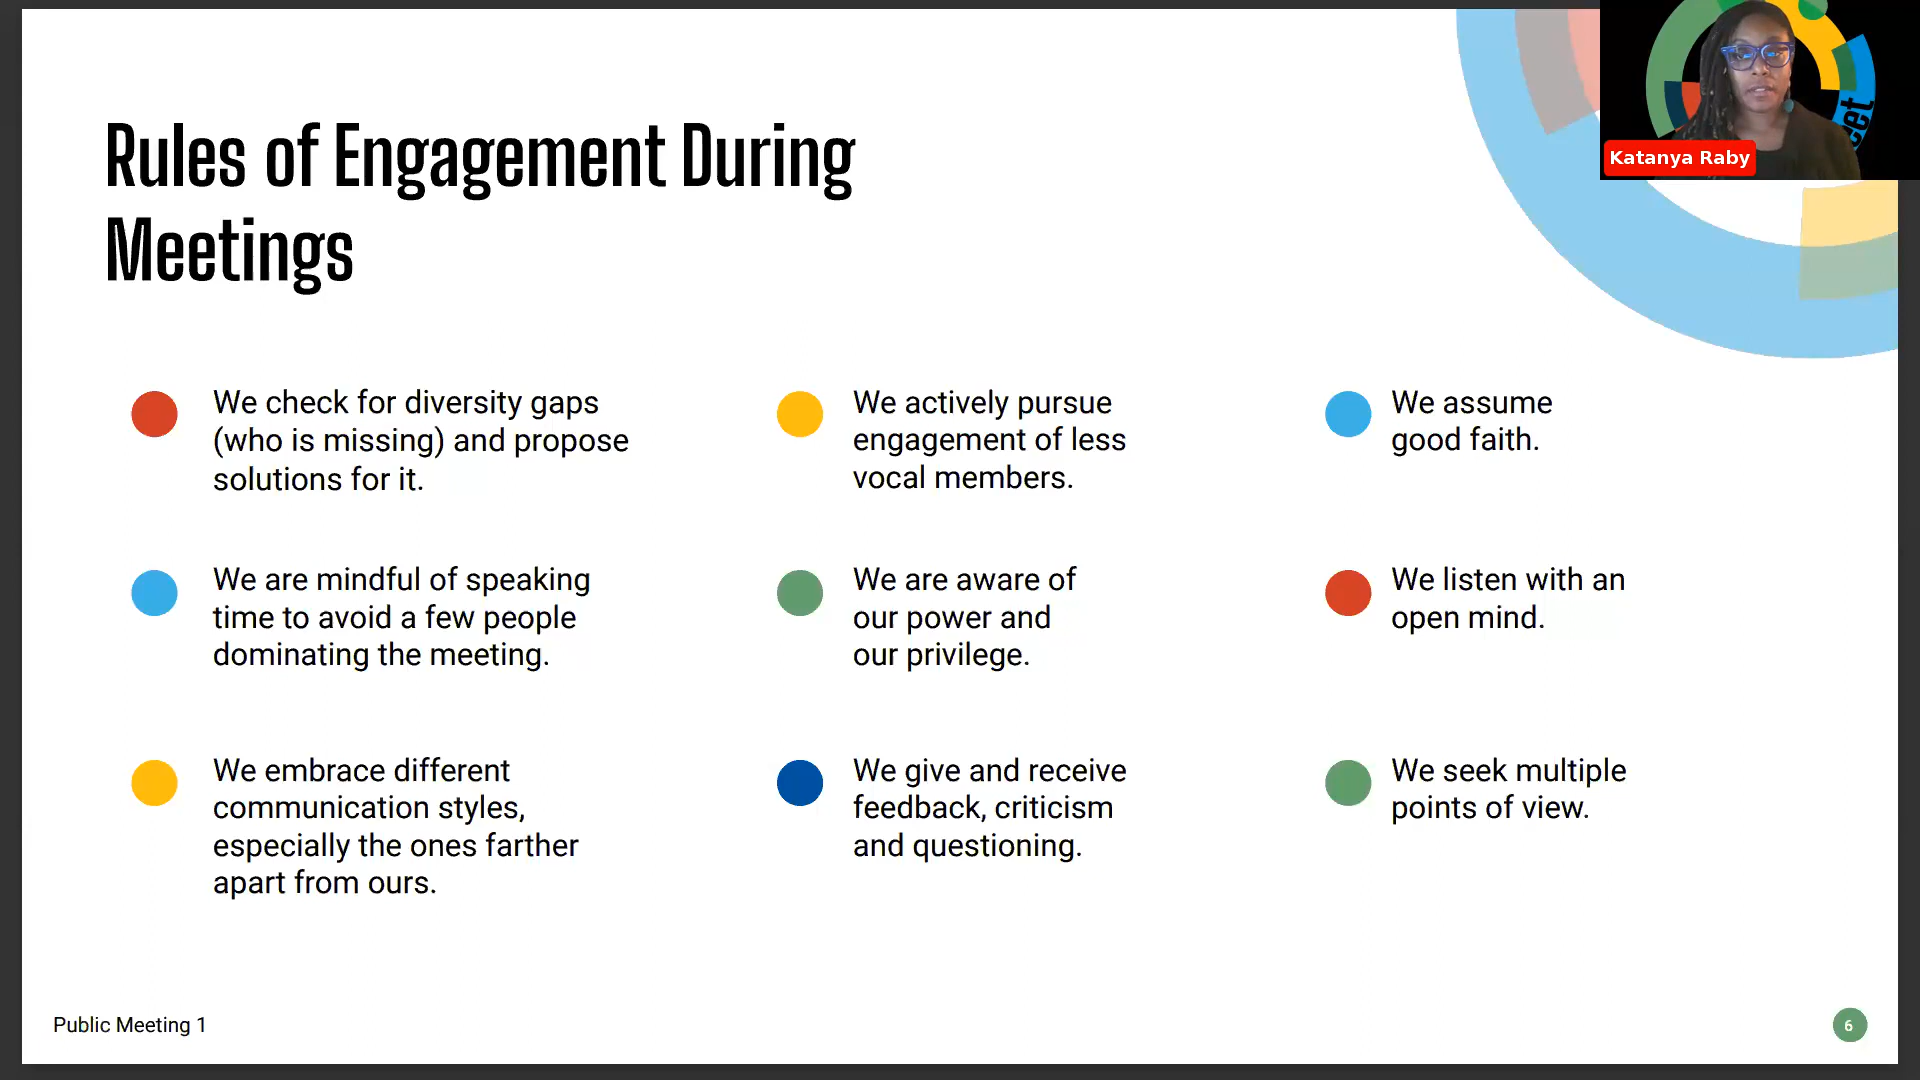 Rules of Engagement During
Meetings
Katanya Raby
We check for diversity gaps
(who is missing) and propose
solutions for it.
We actively pursue
engagement of less
vocal members.
We assume
good faith.
We are mindful of speaking
time to avoid a few people
dominating the meeting.
We are aware of
our power and
our privilege.
We listen with an
open mind.
We embrace different
communication styles,
especially the ones farther
apart from ours.
We give and receive
feedback, criticism
and questioning.
We seek multiple
points of view.
Public Meeting 1
6